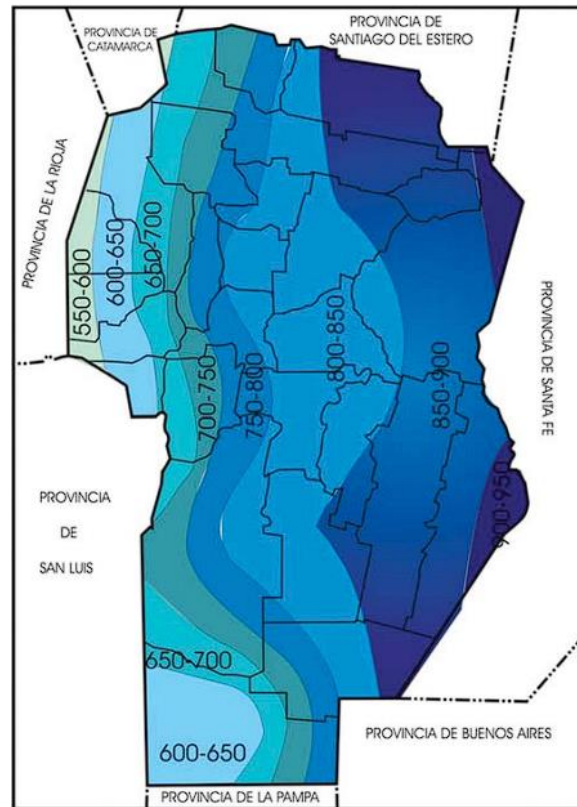 PROVINCIA DE
CATAMARCA
PROVINCIA DE
SANTIAGO DEL ESTERO
PROVINCIA DE LA RIOJA
550-600
600-650
650-700
700-750
750-800
800-850
850-900
900-950
PROVINCIA DE SANTA FE
PROVINCIA
DE
SAN LUIS
650-700
600-650
PROVINCIA DE BUENOS AIRES
PROVINCIA DE LA PAMPA